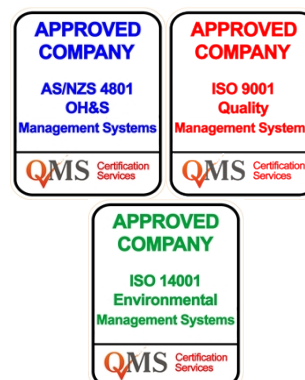 APPROVED
COMPANY
AS/NZS 4801
OH&S
Management Systems
QMS Certification
Services
APPROVED
COMPANY
ISO 9001
Quality
Management System
QMS Certification
Services
APPROVED
COMPANY
ISO 14001
Environmental
Management Systems
QMS Certification
Services